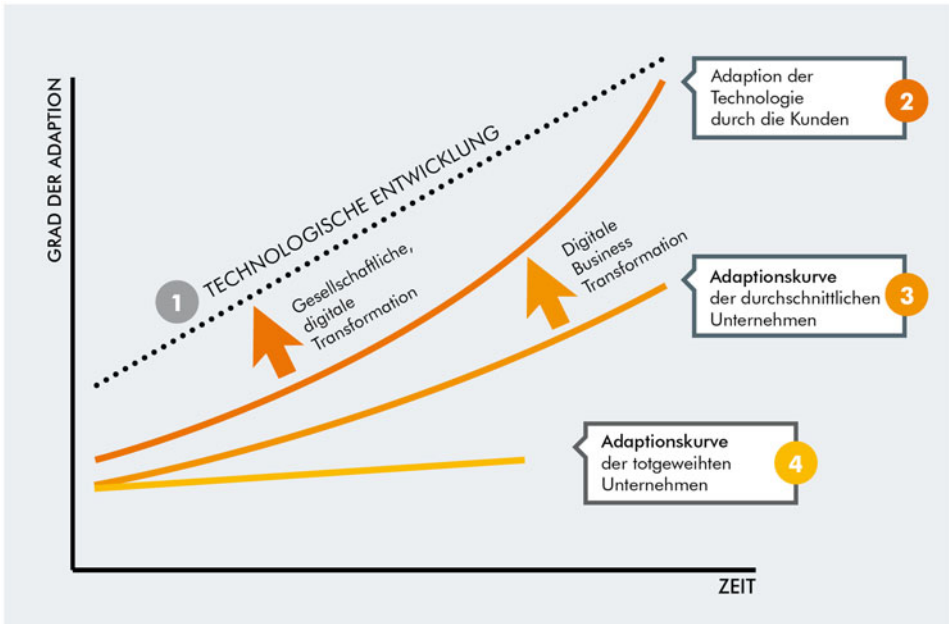 GRAD DER ADAPTION
1
TECHNOLOGISCHE ENTWICKLUNG
Gesellschaftliche,
digitale
Transformation
Digitale
Business
Transformation
Adaption der
Technologie
durch die Kunden
2
Adaptionskurve
der durchschnittlichen
Unternehmen
3
Adaptionskurve
der totgeweihten
Unternehmen
4
ZEIT